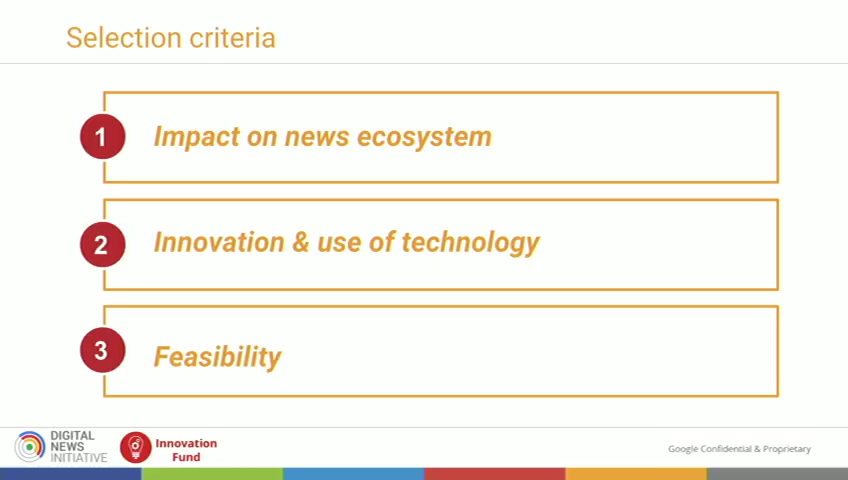 Selection criteria
1
Impact on news ecosystem
2
Innovation & use of technology
3
Feasibility
DIGITAL
NEWS
INITIATIVE
Innovation
Fund
Google Confidential & Proprietary